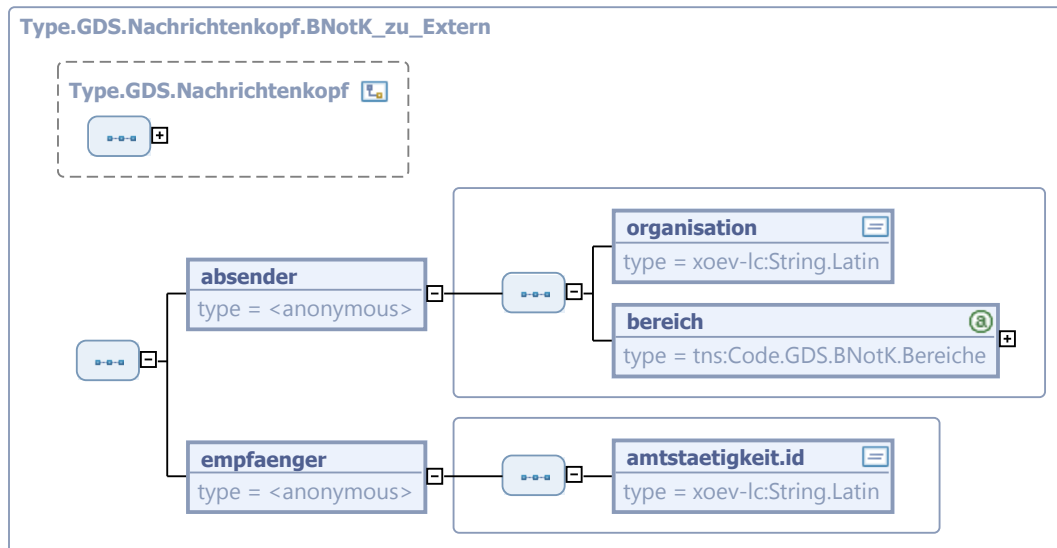 Type.GDS.Nachrichtenkopf.BNotK_zu_Extern
Type.GDS.Nachrichtenkopf
absender
type = <anonymous>
organisation
type = xoev-lc:String.Latin
bereich
type = tns:Code.GDS.BNotK.Bereiche
empfaenger
type = <anonymous>
amtstaetigkeit.id
type = xoev-lc:String.Latin